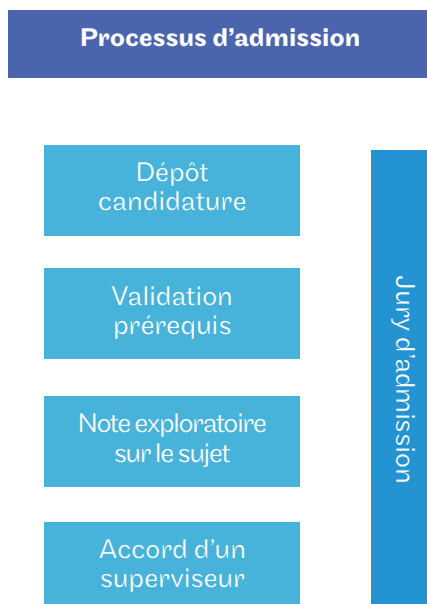 Processus d’admission
Dépôt
candidature
Validation
prérequis
Note exploratoire
sur le sujet
Accord d’un
superviseur
Jury d’admission